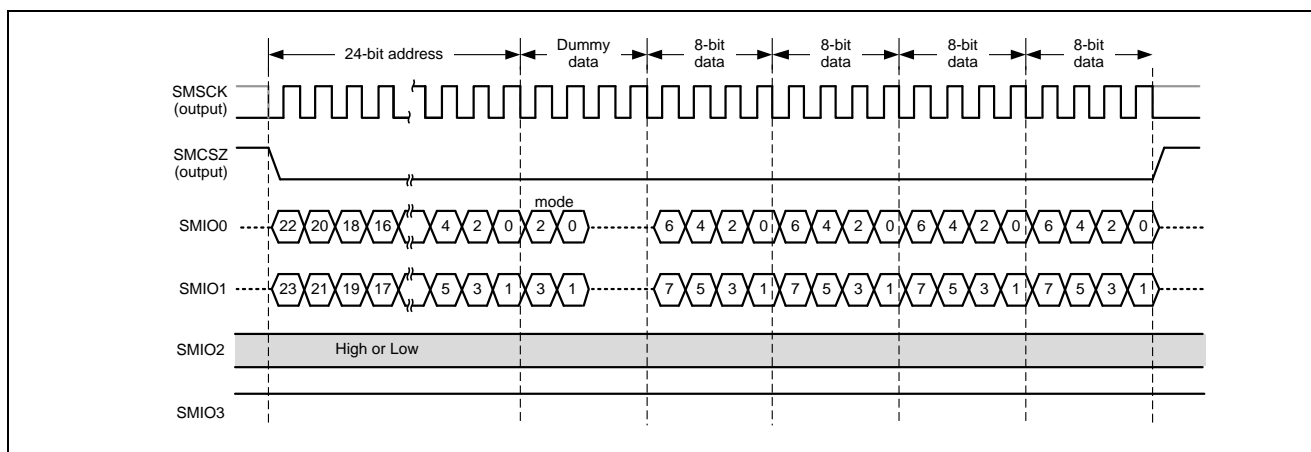 24-bit address Dummy data 8-bit data 8-bit data 8-bit data 8-bit data
SMSCK
(output)
SMCSZ
(output)
mode
SMIO0 22 20 18 16 4 2 0 2 0 6 4 2 0 6 4 2 0 6 4 2 0 6 4 2 0
SMIO1 23 21 19 17 5 3 1 3 1 7 5 3 1 7 5 3 1 7 5 3 1 7 5 3 1
SMIO2 High or Low
SMIO3